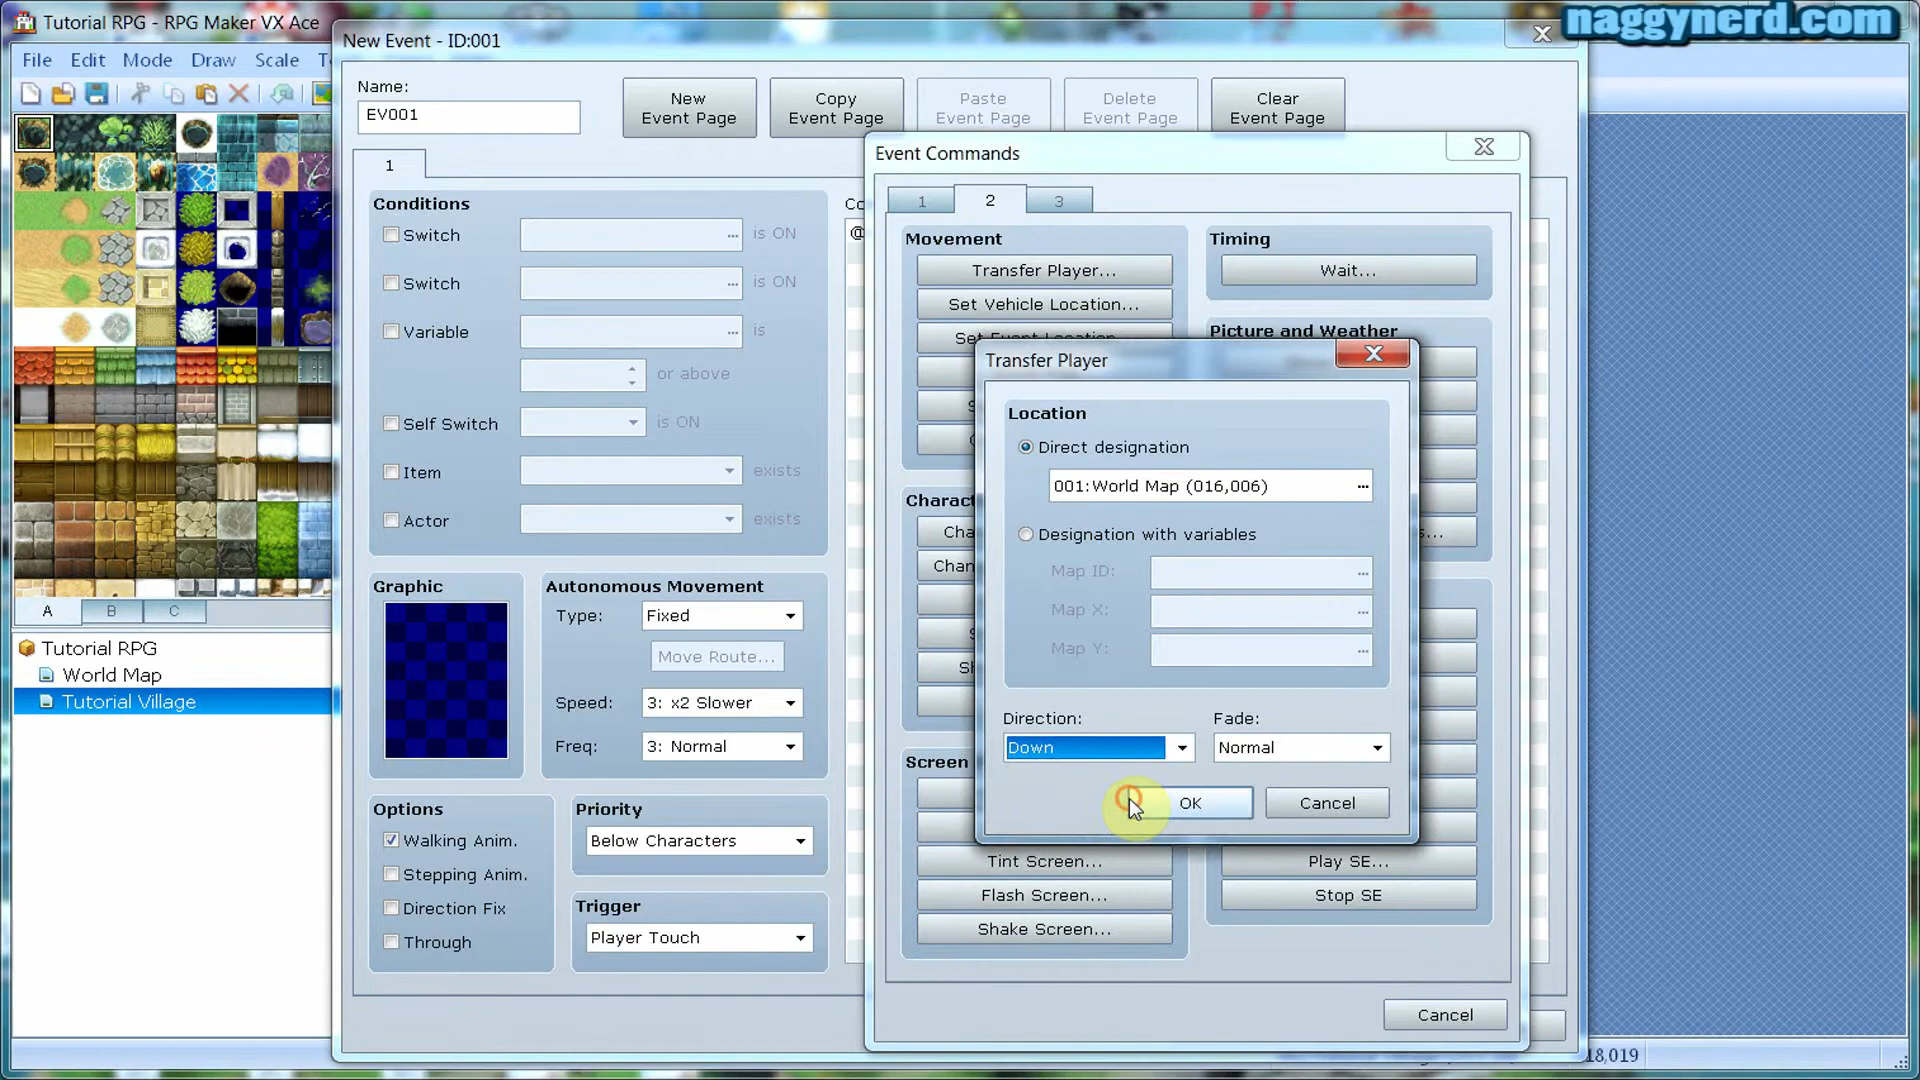 Tutorial RPG - RPG Maker VX Ace
naggynerd.com
File Edit Mode Draw Scale
New Event - ID:001
Name:
EV001
New Event Page
Copy Event Page
Paste Event Page
Delete Event Page
Clear Event Page
1
Conditions
Switch ... is ON
Switch ... is ON
Variable ... is
or above
Self Switch is ON
Item exists
Actor exists
Graphic
Autonomous Movement
Type: Fixed
Move Route...
Speed: 3: x2 Slower
Freq: 3: Normal
Options
Walking Anim.
Stepping Anim.
Direction Fix
Through
Priority
Below Characters
Trigger
Player Touch
@
Event Commands
1 2 3
Movement
Transfer Player...
Set Vehicle Location...
Timing
Wait...
Picture and Weather
Screen
Tint Screen...
Flash Screen...
Shake Screen...
Play SE...
Stop SE
Cancel
Transfer Player
Location
Direct designation
001:World Map (016,006) ...
Designation with variables
Map ID: ...
Map X: ...
Map Y: ...
Direction:
Down
Fade:
Normal
OK Cancel
A B C
Tutorial RPG
World Map
Tutorial Village